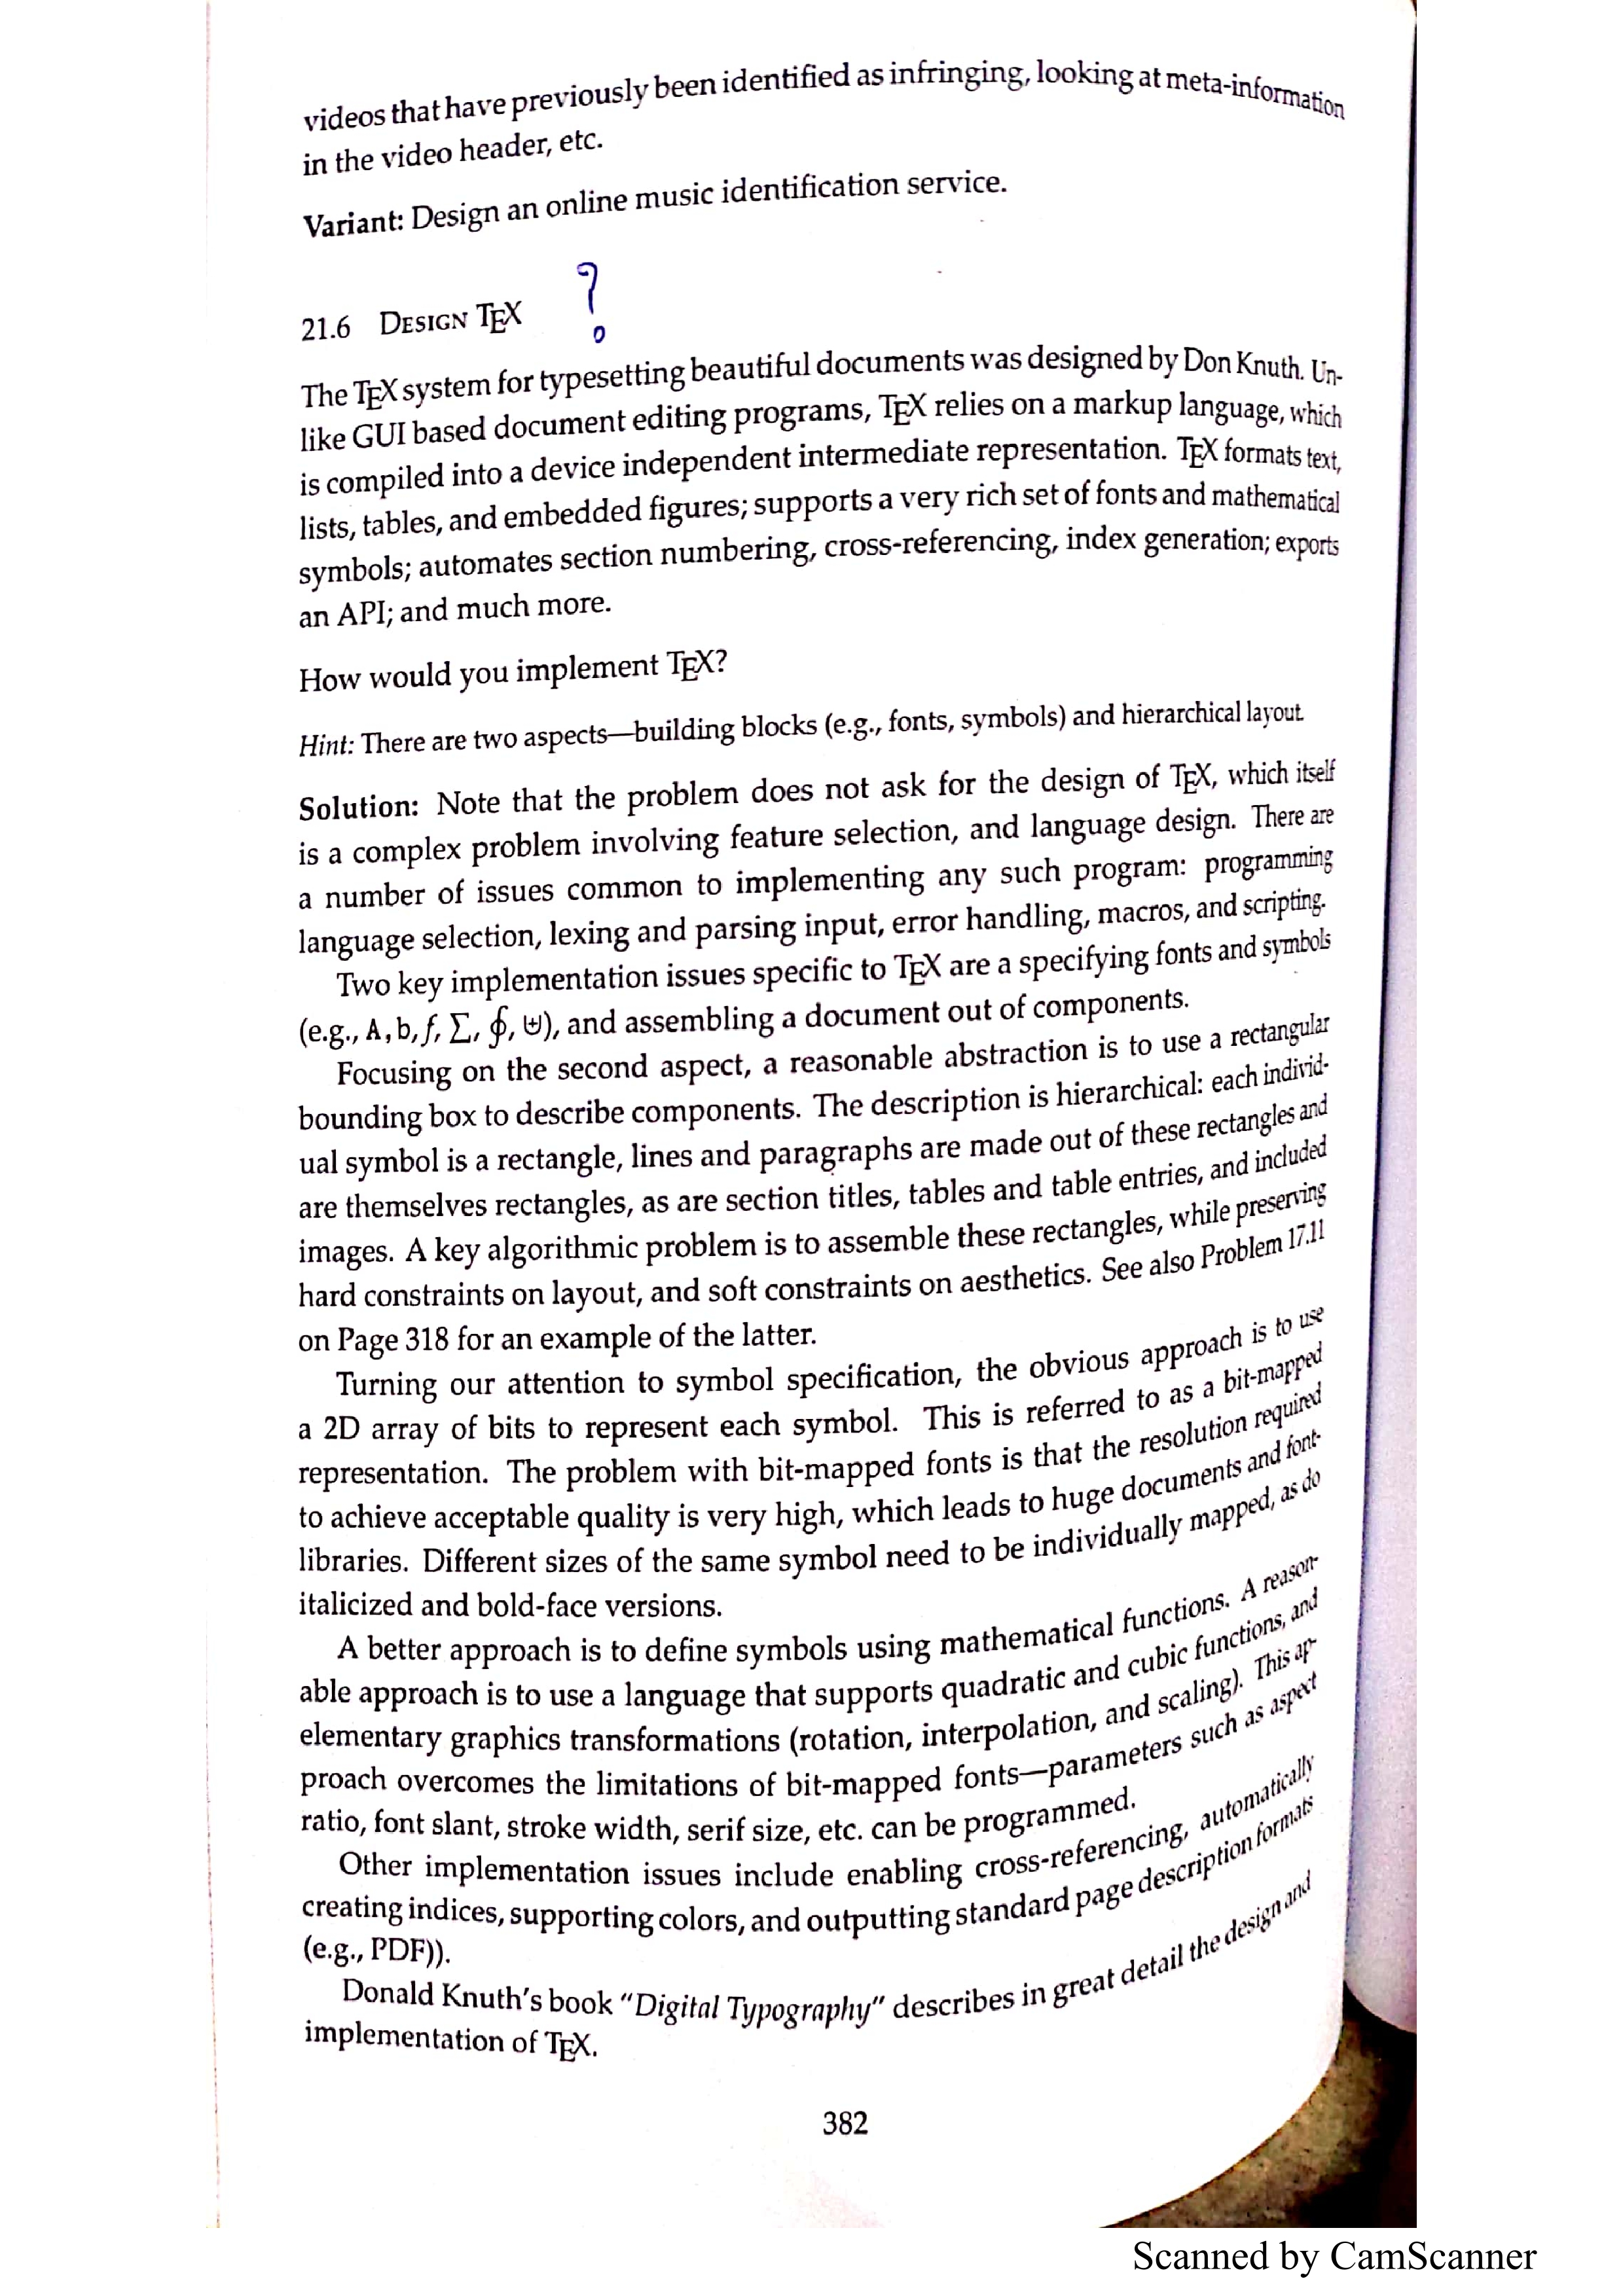 videos that have previously been identified as infringing, looking at meta-information
in the video header, etc.
Variant: Design an online music identification service.
?
21.6 DESIGN TEX
The TEX system for typesetting beautiful documents was designed by Don Knuth. Un-
like GUI based document editing programs, TEX relies on a markup language, which
is compiled into a device independent intermediate representation. TEX formats text,
lists, tables, and embedded figures; supports a very rich set of fonts and mathematical
symbols; automates section numbering, cross-referencing, index generation; exports
an API; and much more.
How would you implement TEX?
Hint: There are two aspects—building blocks (e.g., fonts, symbols) and hierarchical layout.
Solution: Note that the problem does not ask for the design of TEX, which itself
is a complex problem involving feature selection, and language design. There are
a number of issues common to implementing any such program: programming
language selection, lexing and parsing input, error handling, macros, and scripting.
Two key implementation issues specific to TEX are a specifying fonts and symbols
(e.g., A, b, f, ∑, ∮, ⊎), and assembling a document out of components.
Focusing on the second aspect, a reasonable abstraction is to use a rectangular
bounding box to describe components. The description is hierarchical: each individ-
ual symbol is a rectangle, lines and paragraphs are made out of these rectangles and
are themselves rectangles, as are section titles, tables and table entries, and included
images. A key algorithmic problem is to assemble these rectangles, while preserving
hard constraints on layout, and soft constraints on aesthetics. See also Problem 17.11
on Page 318 for an example of the latter.
Turning our attention to symbol specification, the obvious approach is to use
a 2D array of bits to represent each symbol. This is referred to as a bit-mapped
representation. The problem with bit-mapped fonts is that the resolution required
to achieve acceptable quality is very high, which leads to huge documents and font-
libraries. Different sizes of the same symbol need to be individually mapped, as do
italicized and bold-face versions.
A better approach is to define symbols using mathematical functions. A reason-
able approach is to use a language that supports quadratic and cubic functions, and
elementary graphics transformations (rotation, interpolation, and scaling). This ap-
proach overcomes the limitations of bit-mapped fonts—parameters such as aspect
ratio, font slant, stroke width, serif size, etc. can be programmed.
Other implementation issues include enabling cross-referencing, automatically
creating indices, supporting colors, and outputting standard page description formats
(e.g., PDF)).
Donald Knuth's book "Digital Typography" describes in great detail the design and
implementation of TEX.
382
Scanned by CamScanner